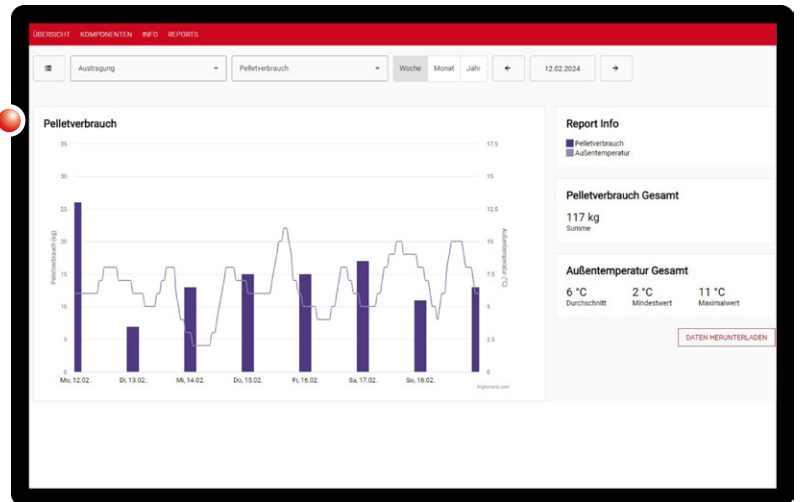 ÜBERSICHT KOMPONENTEN INFO REPORTS
Austragung Pelletverbrauch Woche Monat Jahr 12.02.2024
Pelletverbrauch
35 17.5
30 15
25 12.5
20 10
15 7.5
10 5
5 2.5
0 0
Pelletverbrauch (kg)
Außentemperatur (°C)
Mo, 12.02. Di, 13.02. Mi, 14.02. Do, 15.02. Fr, 16.02. Sa, 17.02. So, 18.02.
Highcharts.com
Report Info
Pelletverbrauch
Außentemperatur
Pelletverbrauch Gesamt
117 kg
Summe
Außentemperatur Gesamt
6 °C 2 °C 11 °C
Durchschnitt Mindestwert Maximalwert
DATEN HERUNTERLADEN